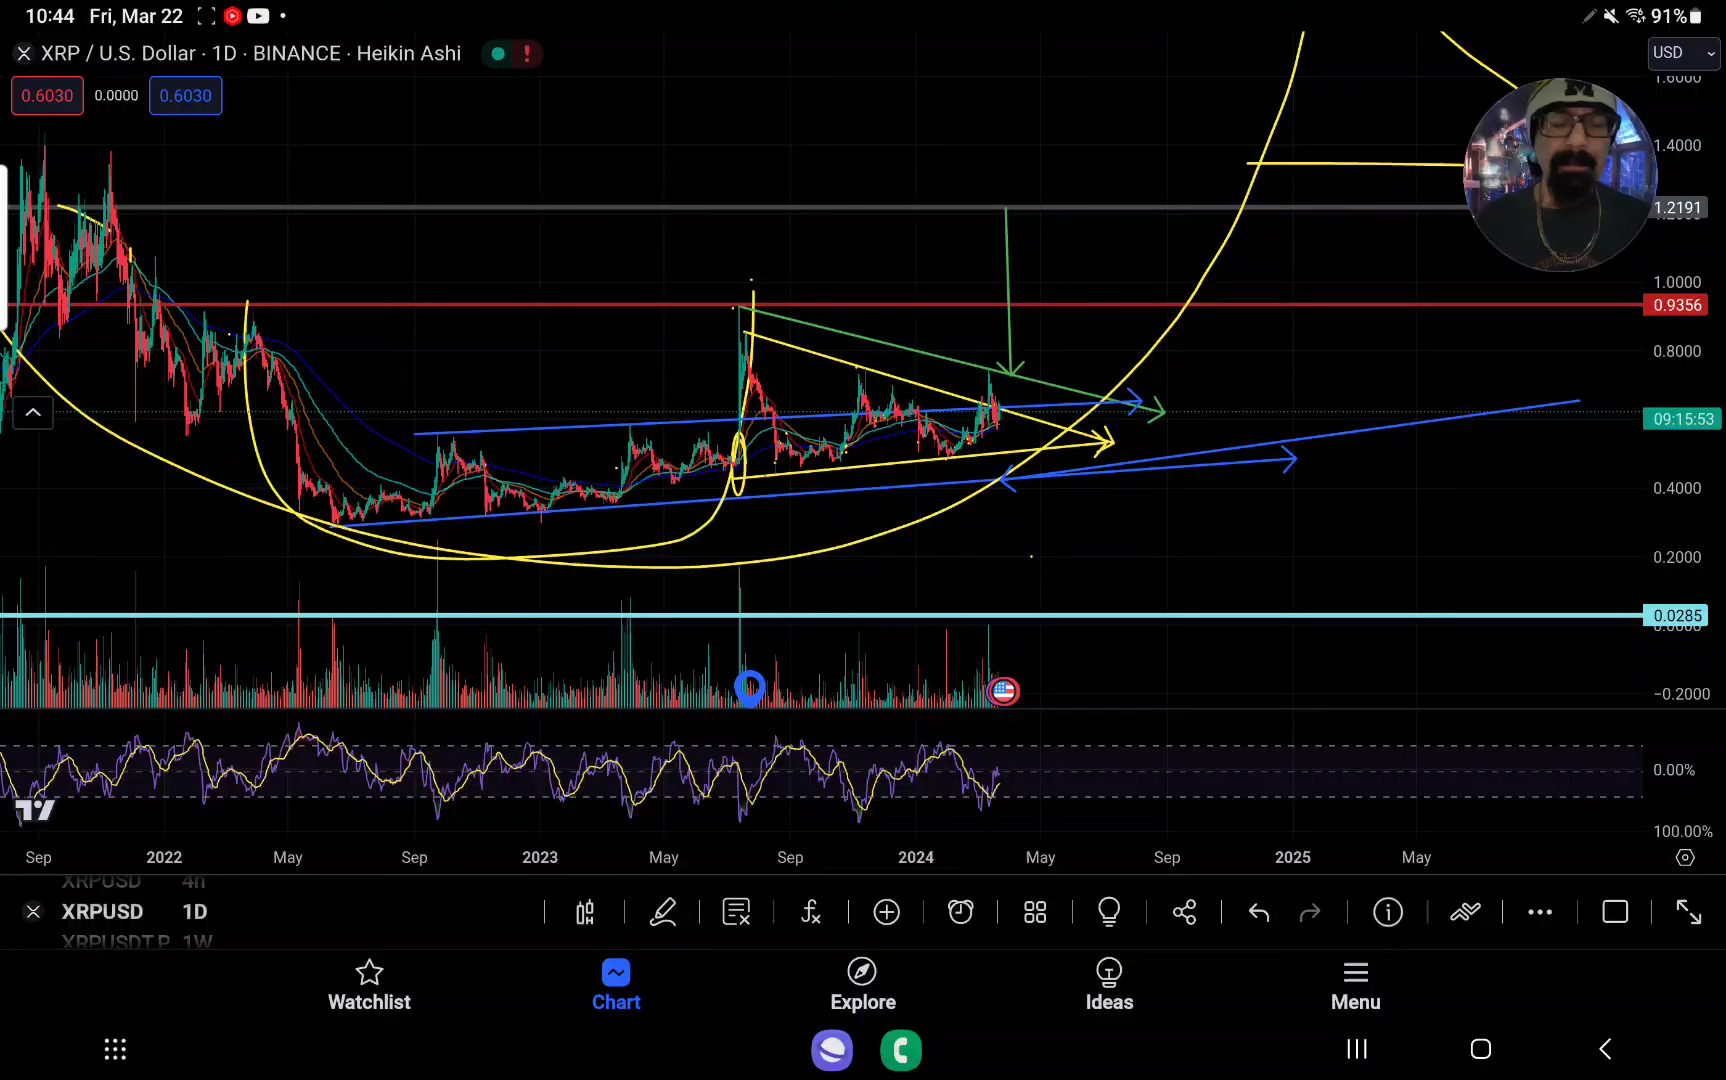 10:44 Fri, Mar 22
91%
XRP / U.S. Dollar · 1D · BINANCE · Heikin Ashi
USD
0.6030 0.0000 0.6030
1.6000
1.4000
1.2191
1.0000
0.9356
0.8000
09:15:53
0.4000
0.2000
0.0285
0.0000
−0.2000
0.00%
100.00%
Sep 2022 May Sep 2023 May Sep 2024 May Sep 2025 May
XRPUSD 4h
XRPUSD 1D
XRPUSDT.P 1W
Watchlist Chart Explore Ideas Menu